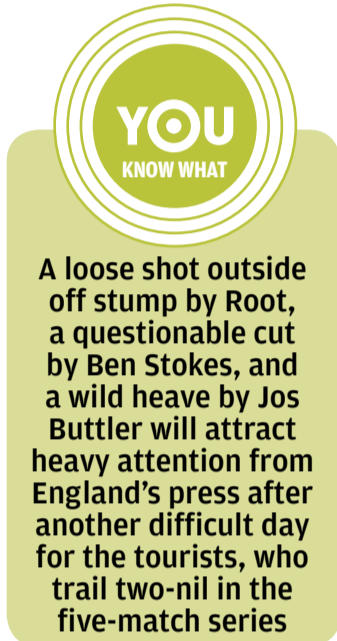 YOU
KNOW WHAT
A loose shot outside
off stump by Root,
a questionable cut
by Ben Stokes, and
a wild heave by Jos
Buttler will attract
heavy attention from
England’s press after
another difficult day
for the tourists, who
trail two-nil in the
five-match series